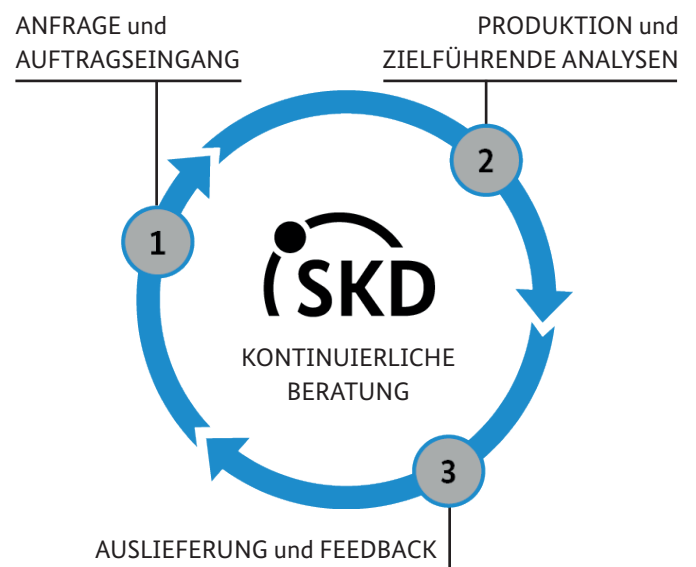 ANFRAGE und
AUFTRAGSEINGANG
PRODUKTION und
ZIELFÜHRENDE ANALYSEN
1
2
SKD
KONTINUIERLICHE
BERATUNG
3
AUSLIEFERUNG und FEEDBACK